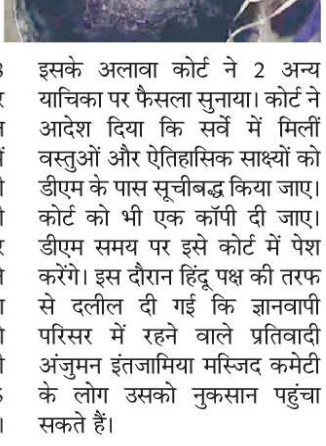 इसके अलावा कोर्ट ने 2 अन्य
याचिका पर फैसला सुनाया। कोर्ट ने
आदेश दिया कि सर्वे में मिलीं
वस्तुओं और ऐतिहासिक साक्ष्यों को
डीएम के पास सूचीबद्ध किया जाए।
कोर्ट को भी एक कॉपी दी जाए।
डीएम समय पर इसे कोर्ट में पेश
करेंगे। इस दौरान हिंदू पक्ष की तरफ
से दलील दी गई कि ज्ञानवापी
परिसर में रहने वाले प्रतिवादी
अंजुमन इंतजामिया मस्जिद कमेटी
के लोग उसको नुकसान पहुंचा
सकते हैं।